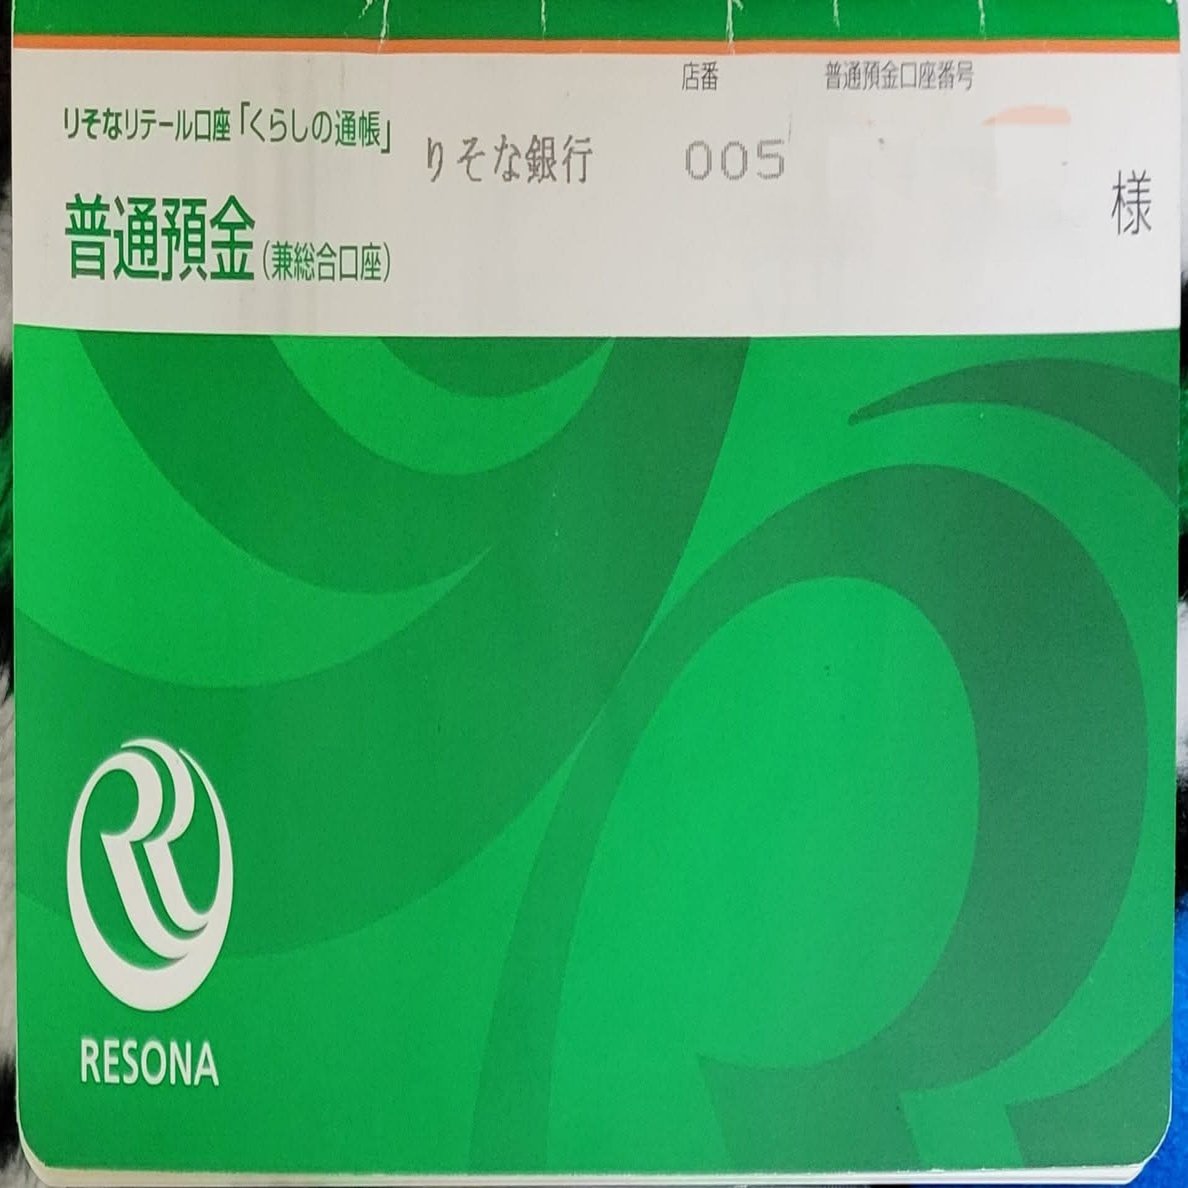 店番 普通預金口座番号
りそなリテール口座「くらしの通帳」 りそな銀行 005
様
普通預金(兼総合口座)
RESONA